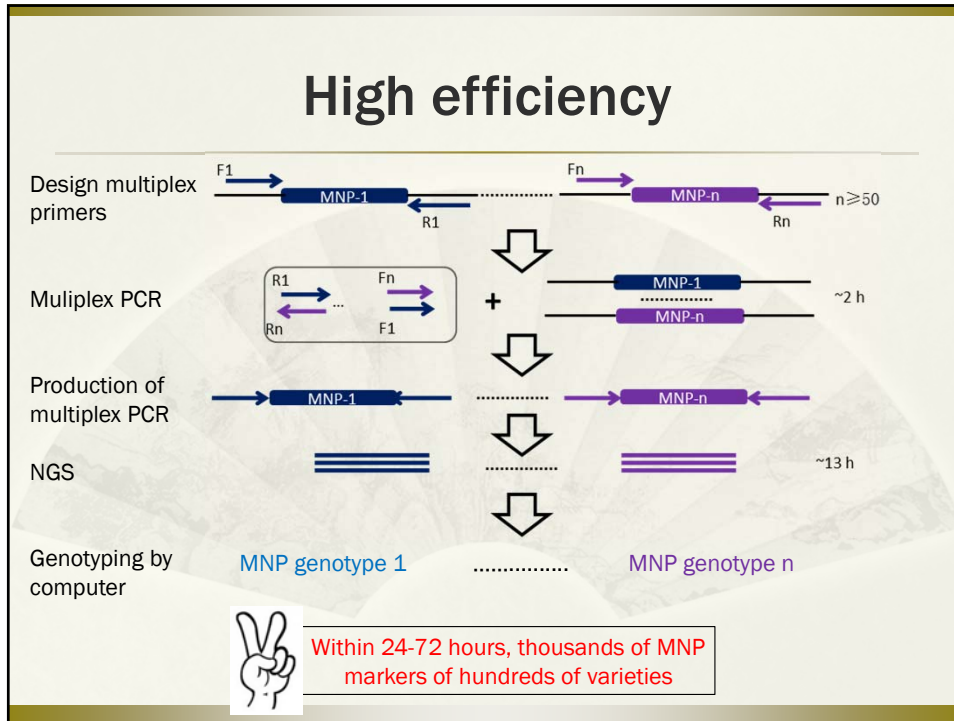 High efficiency
Design multiplex
primers
F1
MNP-1
R1
Fn
MNP-n
Rn
n≥50
Muliplex PCR
R1
Fn
...
Rn
F1
+
MNP-1
MNP-n
~2 h
Production of
multiplex PCR
MNP-1
MNP-n
NGS
~13 h
Genotyping by
computer
MNP genotype 1
.................
MNP genotype n
Within 24-72 hours, thousands of MNP
markers of hundreds of varieties